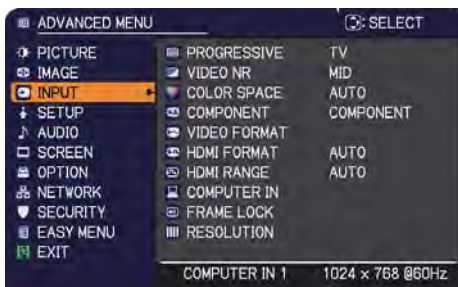 ADVANCED MENU : SELECT
PICTURE PROGRESSIVE TV
IMAGE VIDEO NR MID
INPUT COLOR SPACE AUTO
SETUP COMPONENT COMPONENT
AUDIO VIDEO FORMAT
SCREEN HDMI FORMAT AUTO
OPTION HDMI RANGE AUTO
NETWORK COMPUTER IN
SECURITY FRAME LOCK
EASY MENU RESOLUTION
EXIT
COMPUTER IN 1 1024 x 768 @60Hz